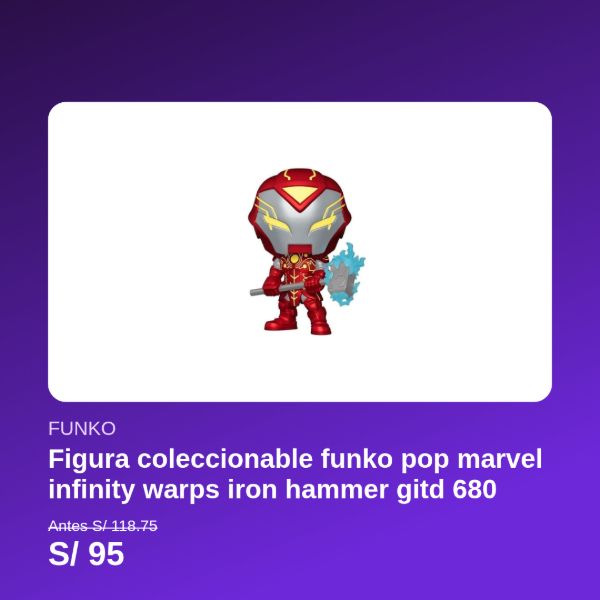 FUNKO
Figura coleccionable funko pop marvel
infinity warps iron hammer gitd 680
Antes S/ 118.75
S/ 95